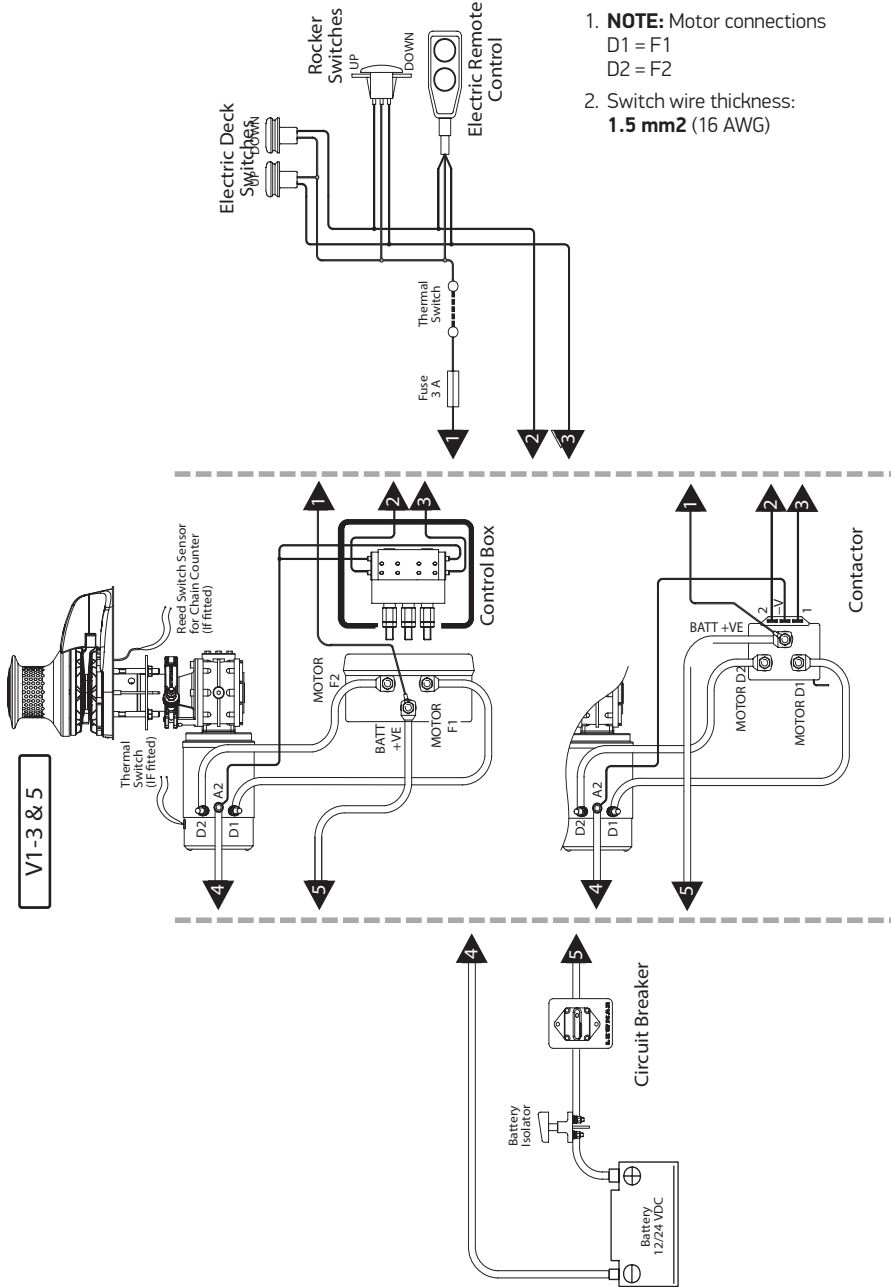 V1-3 & 5
Thermal
Switch
(IF fitted)
Reed Switch Sensor
for Chain Counter
(If fitted)
D2
A2
D1
MOTOR
F2
BATT
+VE
MOTOR
F1
Control Box
1
2
3
4
5
D2
A2
D1
BATT +VE
MOTOR D2
MOTOR D1
2
–V
1
Contactor
1
2
3
4
5
Battery
12/24 VDC
Battery
Isolator
Circuit Breaker
LEWMAR
4
5
Electric Deck
Switches
UP
DOWN
Rocker
Switches
UP
DOWN
Electric Remote
Control
Thermal
Switch
Fuse
3 A
1
2
3
1. NOTE: Motor connections
D1 = F1
D2 = F2
2. Switch wire thickness:
1.5 mm2 (16 AWG)